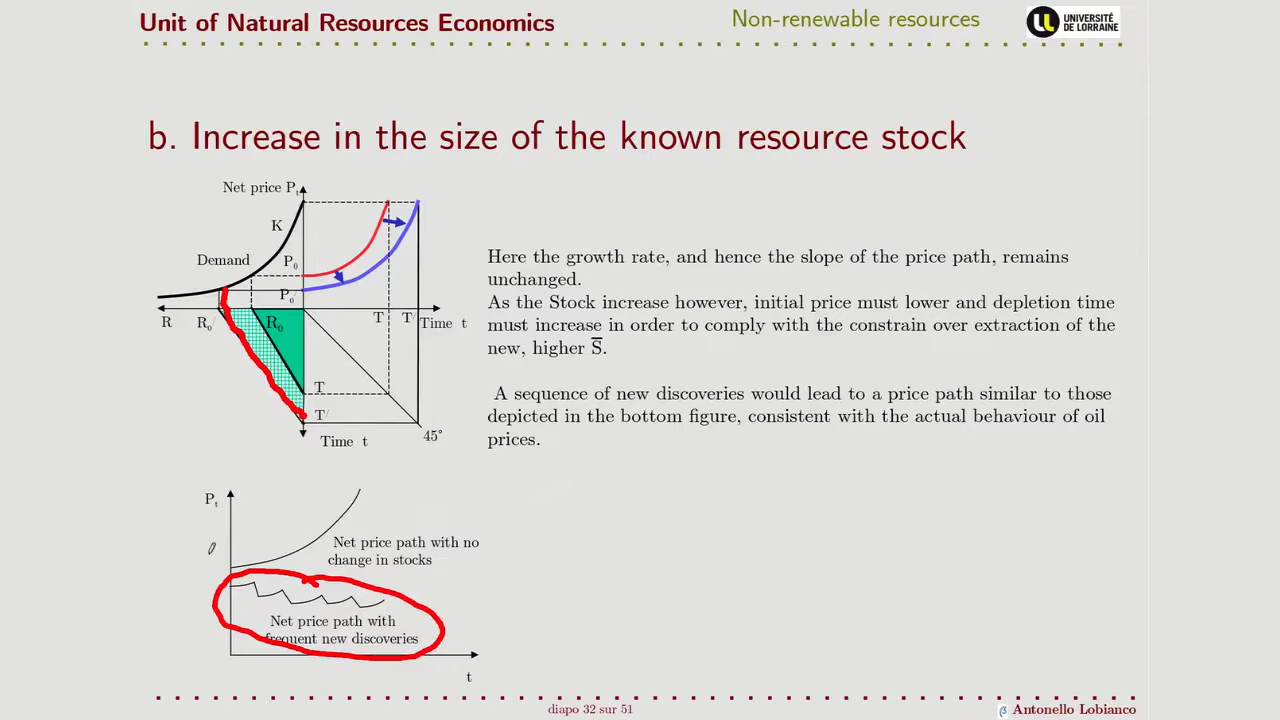 Unit of Natural Resources Economics
Non-renewable resources
UNIVERSITÉ
DE LORRAINE
b. Increase in the size of the known resource stock
Net price Pt
K
Demand
P0
P0/
R
R0/
R0
T
T/
Time t
T
T/
Time t
45°
Here the growth rate, and hence the slope of the price path, remains
unchanged.
As the Stock increase however, initial price must lower and depletion time
must increase in order to comply with the constrain over extraction of the
new, higher S̅.
A sequence of new discoveries would lead to a price path similar to those
depicted in the bottom figure, consistent with the actual behaviour of oil
prices.
Pt
Net price path with no
change in stocks
Net price path with
frequent new discoveries
t
diapo 32 sur 51
β Antonello Lobianco